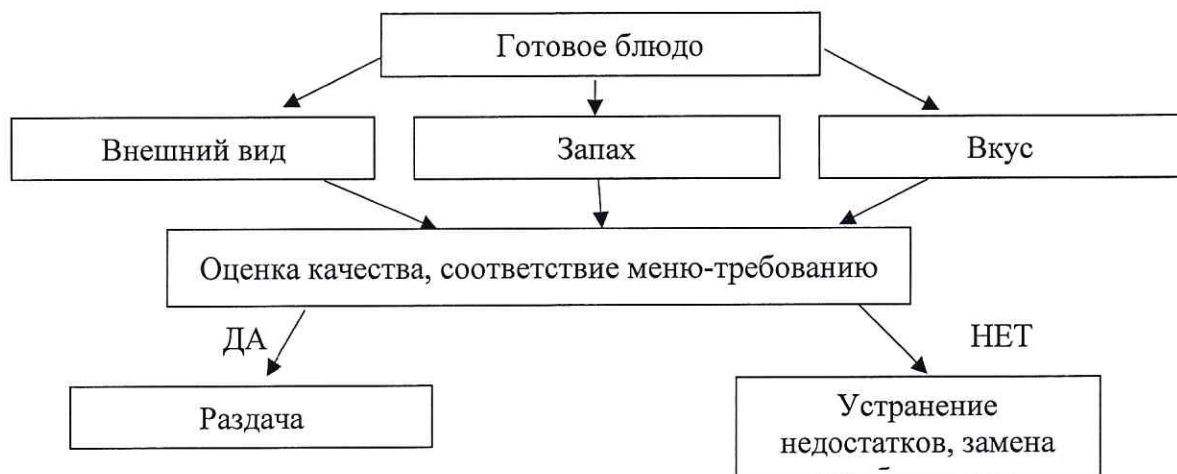 Готовое блюдо
Внешний вид
Запах
Вкус
Оценка качества, соответствие меню-требованию
ДА
НЕТ
Раздача
Устранение
недостатков, замена